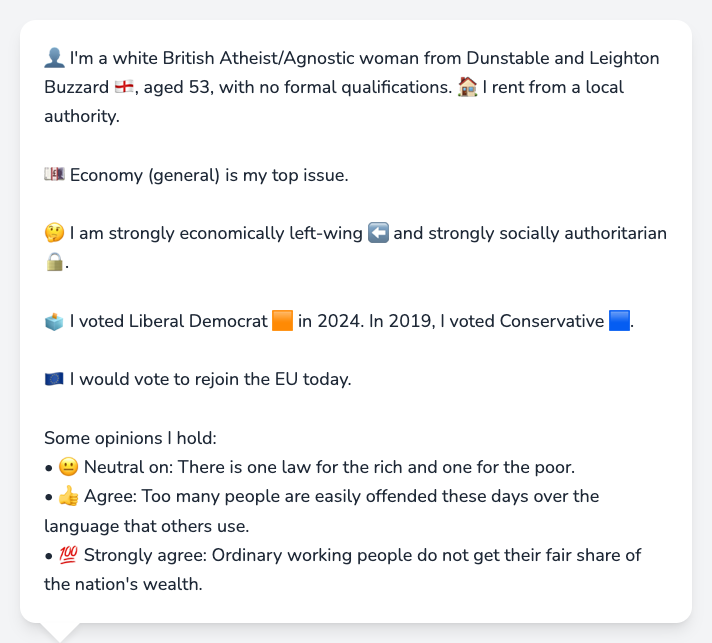 👤 I'm a white British Atheist/Agnostic woman from Dunstable and Leighton
Buzzard 🏴󠁧󠁢󠁥󠁮󠁧󠁿, aged 53, with no formal qualifications. 🏠 I rent from a local
authority.
💷 Economy (general) is my top issue.
🤔 I am strongly economically left-wing ⬅️ and strongly socially authoritarian
🔒.
🗳️ I voted Liberal Democrat 🟧 in 2024. In 2019, I voted Conservative 🟦.
🇪🇺 I would vote to rejoin the EU today.
Some opinions I hold:
• 😐 Neutral on: There is one law for the rich and one for the poor.
• 👍 Agree: Too many people are easily offended these days over the
language that others use.
• 💯 Strongly agree: Ordinary working people do not get their fair share of
the nation's wealth.